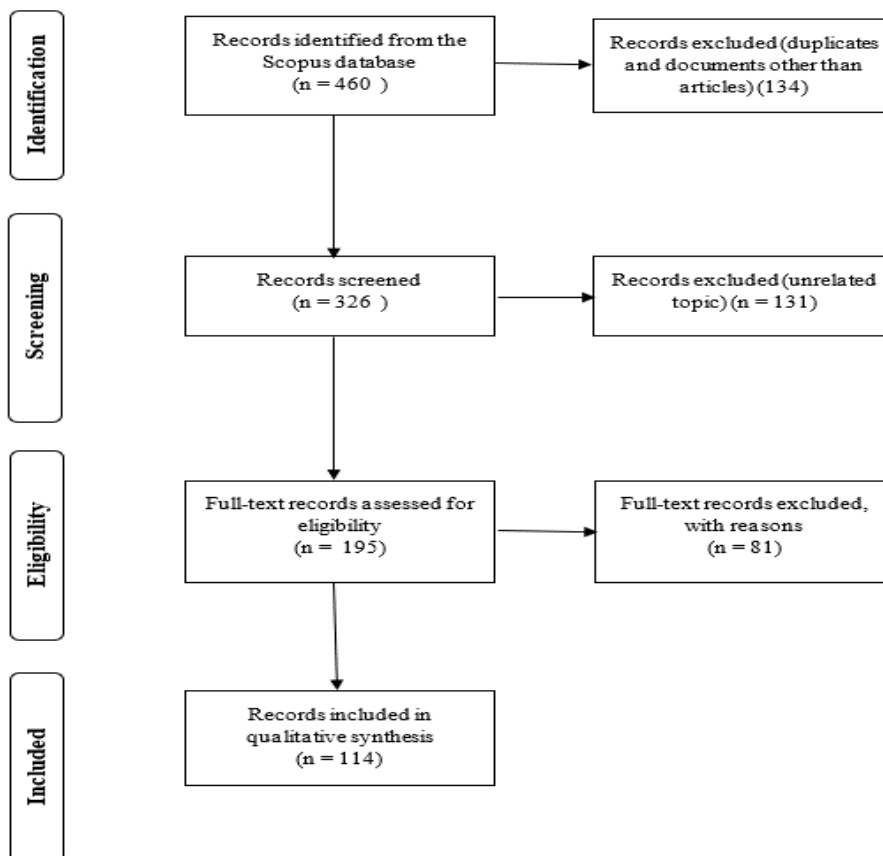 Identification
Records identified from the
Scopus database
(n = 460 )
Records excluded (duplicates
and documents other than
articles) (134)
Screening
Records screened
(n = 326 )
Records excluded (unrelated
topic) (n = 131)
Eligibility
Full-text records assessed for
eligibility
(n = 195)
Full-text records excluded,
with reasons
(n = 81)
Included
Records included in
qualitative synthesis
(n = 114)